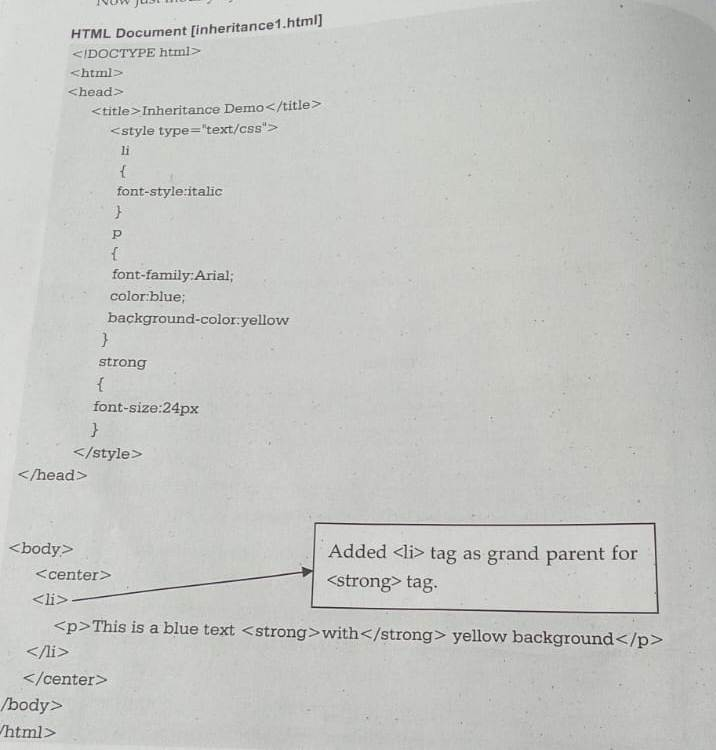 Now just
HTML Document [inheritance1.html]
<!DOCTYPE html>
<html>
<head>
<title>Inheritance Demo</title>
<style type="text/css">
li
{
font-style:italic
}
p
{
font-family:Arial;
color:blue;
background-color:yellow
}
strong
{
font-size:24px
}
</style>
</head>
<body>
<center>
<li>
Added <li> tag as grand parent for
<strong> tag.
<p>This is a blue text <strong>with</strong> yellow background</p>
</li>
</center>
/body>
/html>